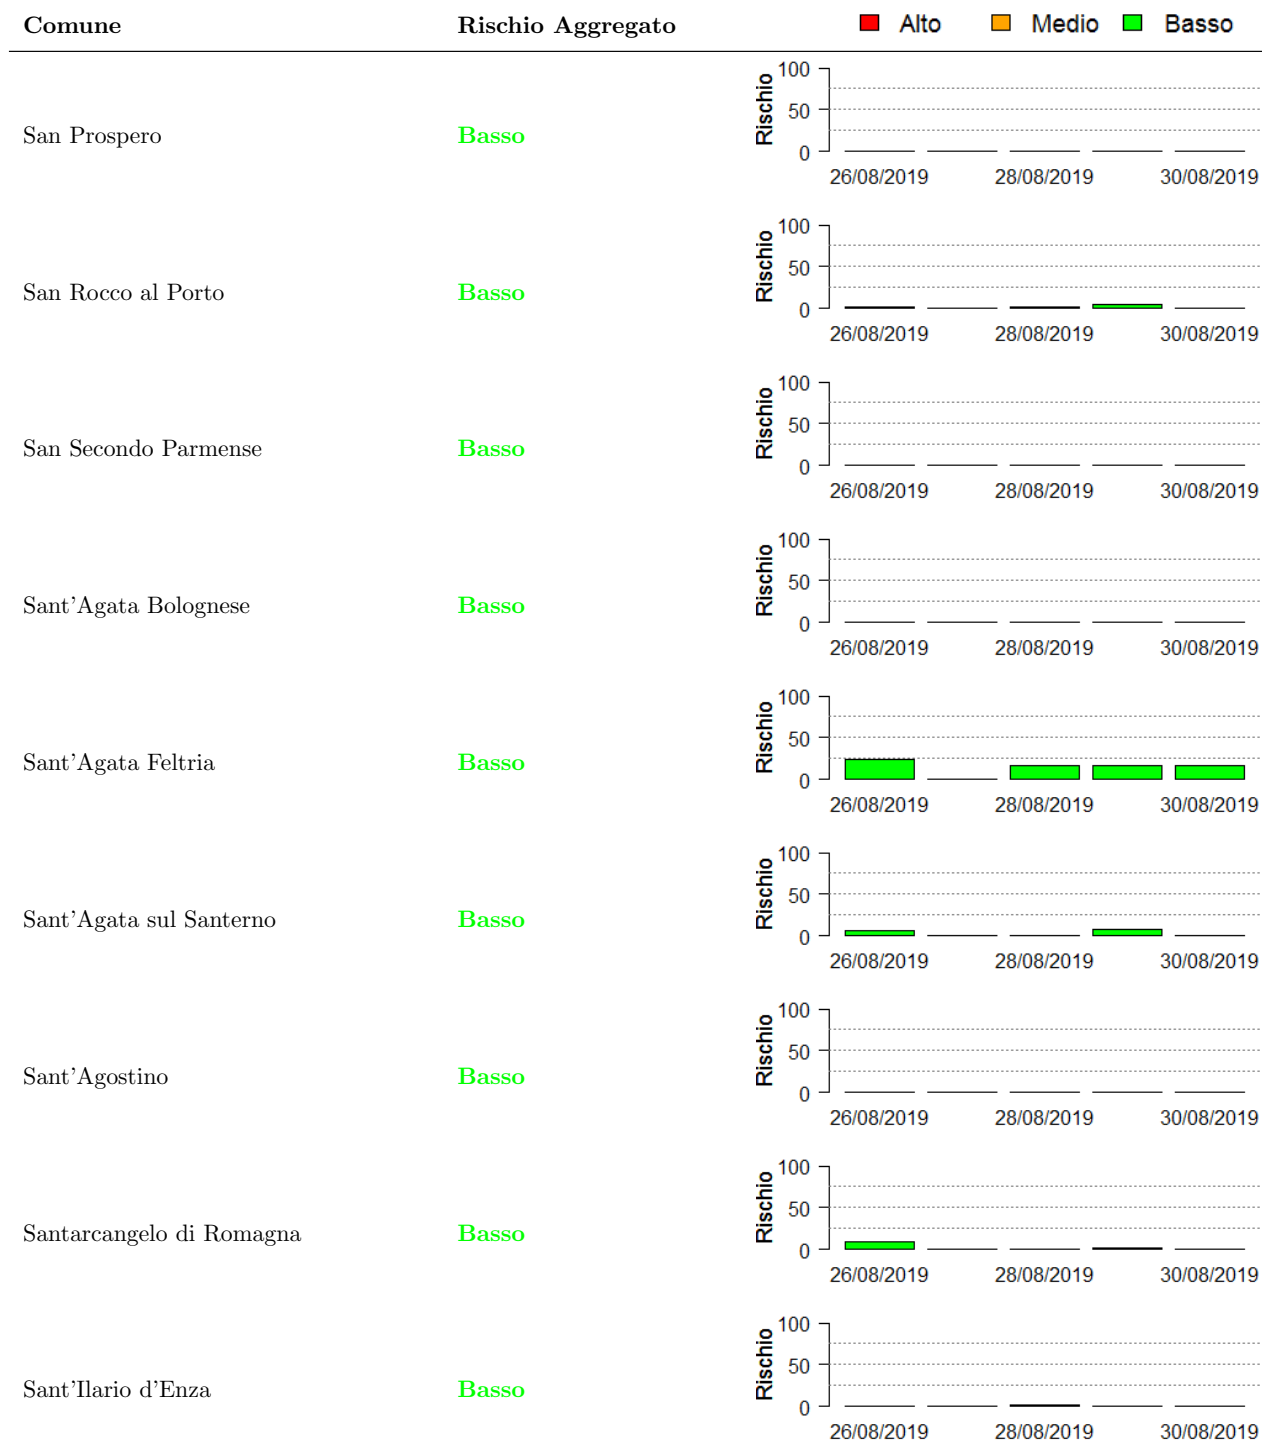 Comune Rischio Aggregato Alto Medio Basso
San Prospero Basso Rischio 100 50 0
26/08/2019 28/08/2019 30/08/2019
San Rocco al Porto Basso Rischio 100 50 0
26/08/2019 28/08/2019 30/08/2019
San Secondo Parmense Basso Rischio 100 50 0
26/08/2019 28/08/2019 30/08/2019
Sant'Agata Bolognese Basso Rischio 100 50 0
26/08/2019 28/08/2019 30/08/2019
Sant'Agata Feltria Basso Rischio 100 50 0
26/08/2019 28/08/2019 30/08/2019
Sant'Agata sul Santerno Basso Rischio 100 50 0
26/08/2019 28/08/2019 30/08/2019
Sant'Agostino Basso Rischio 100 50 0
26/08/2019 28/08/2019 30/08/2019
Santarcangelo di Romagna Basso Rischio 100 50 0
26/08/2019 28/08/2019 30/08/2019
Sant'Ilario d'Enza Basso Rischio 100 50 0
26/08/2019 28/08/2019 30/08/2019